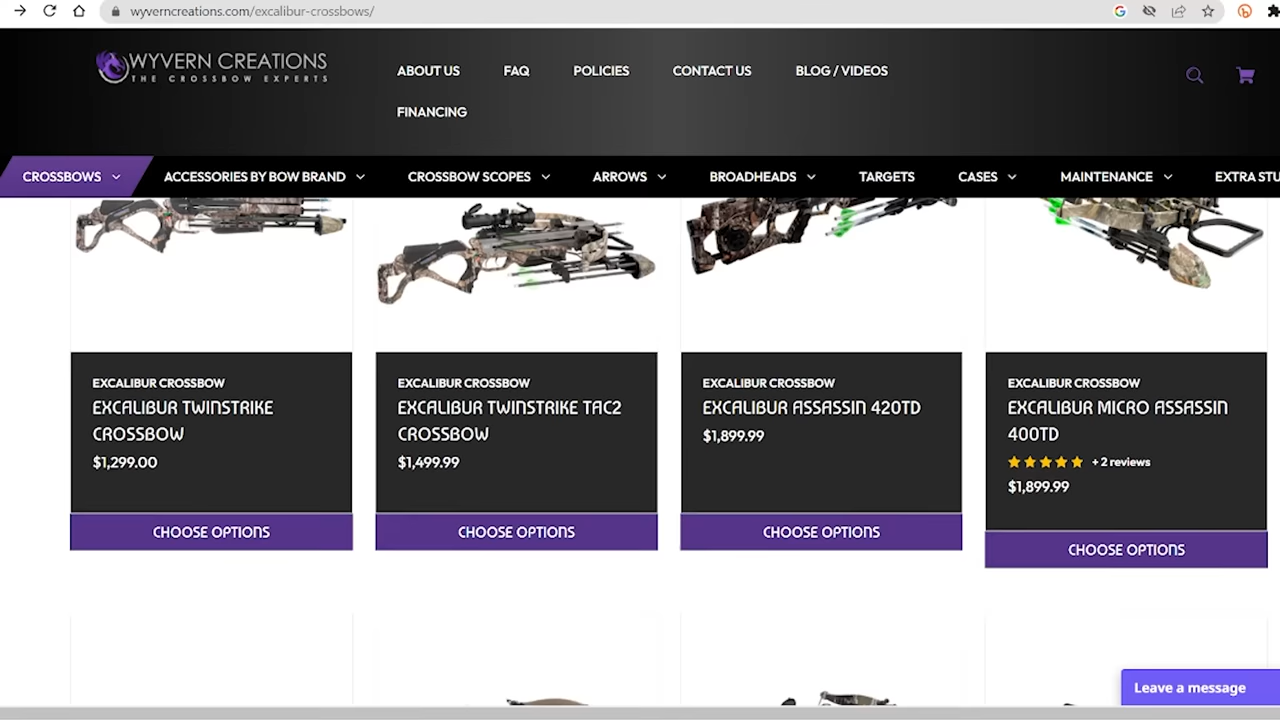 wyverncreations.com/excalibur-crossbows/
WYVERN CREATIONS
THE CROSSBOW EXPERTS
ABOUT US FAQ POLICIES CONTACT US BLOG / VIDEOS
FINANCING
CROSSBOWS ACCESSORIES BY BOW BRAND CROSSBOW SCOPES ARROWS BROADHEADS TARGETS CASES MAINTENANCE EXTRA STU
EXCALIBUR CROSSBOW
EXCALIBUR TWINSTRIKE
CROSSBOW
$1,299.00
CHOOSE OPTIONS
EXCALIBUR CROSSBOW
EXCALIBUR TWINSTRIKE TAC2
CROSSBOW
$1,499.99
CHOOSE OPTIONS
EXCALIBUR CROSSBOW
EXCALIBUR ASSASSIN 420TD
$1,899.99
CHOOSE OPTIONS
EXCALIBUR CROSSBOW
EXCALIBUR MICRO ASSASSIN
400TD
+ 2 reviews
$1,899.99
CHOOSE OPTIONS
Leave a message